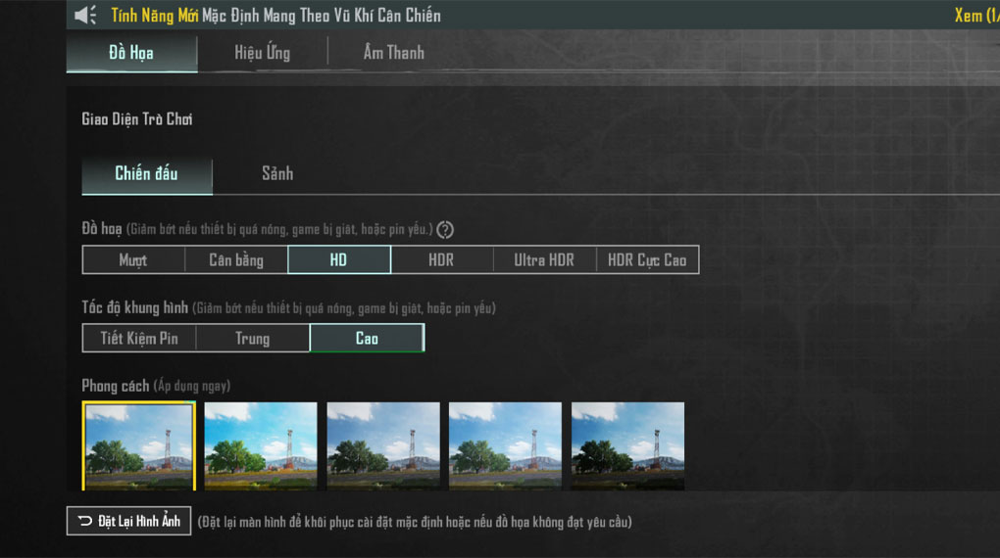 Tính Năng Mới Mặc Định Mang Theo Vũ Khí Cân Chiến Xem (1/
Đồ Họa Hiệu Ứng Âm Thanh
Giao Diện Trò Chơi
Chiến đấu Sảnh
Đồ hoạ (Giảm bớt nếu thiết bị quá nóng, game bị giât, hoặc pin yếu.) ?
Mượt Cân bằng HD HDR Ultra HDR HDR Cực Cao
Tốc độ khung hình (Giảm bớt nếu thiết bị quá nóng, game bị giât, hoặc pin yếu)
Tiết Kiệm Pin Trung Cao
Phong cách (Áp dụng ngay)
Đặt Lại Hình Ảnh (Đặt lại màn hình để khôi phục cài đặt mặc định hoặc nếu đồ họa không đạt yêu cầu)